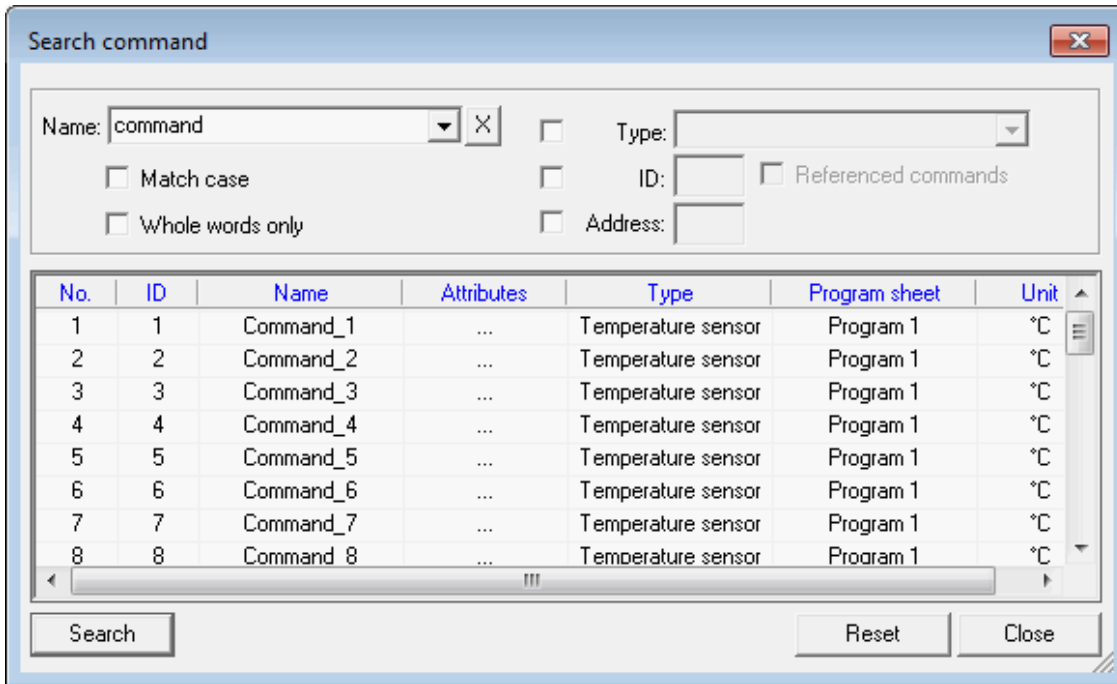 Search command
Name: command X Type:
Match case ID: Referenced commands
Whole words only Address:
No. ID Name Attributes Type Program sheet Unit
1 1 Command_1 ... Temperature sensor Program 1 °C
2 2 Command_2 ... Temperature sensor Program 1 °C
3 3 Command_3 ... Temperature sensor Program 1 °C
4 4 Command_4 ... Temperature sensor Program 1 °C
5 5 Command_5 ... Temperature sensor Program 1 °C
6 6 Command_6 ... Temperature sensor Program 1 °C
7 7 Command_7 ... Temperature sensor Program 1 °C
8 8 Command_8 ... Temperature sensor Program 1 °C
Search Reset Close